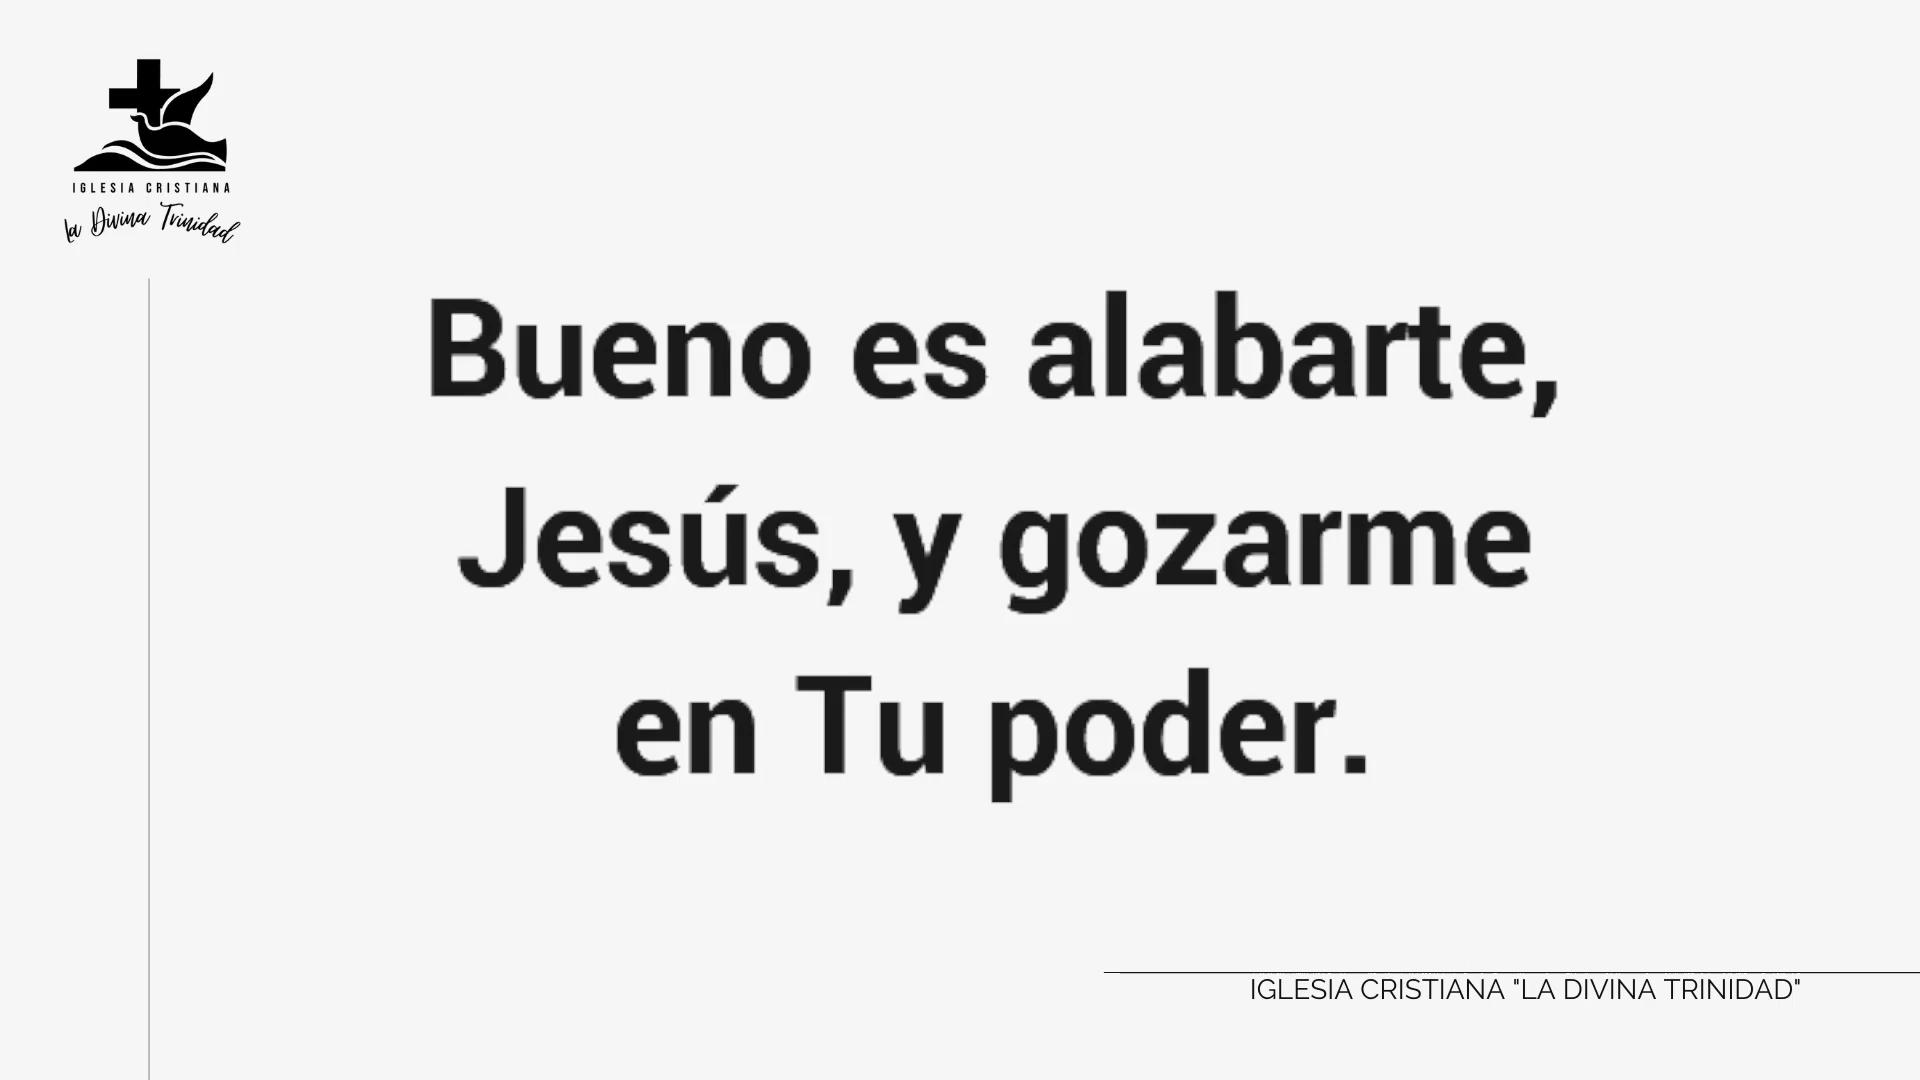 IGLESIA CRISTIANA
La Divina Trinidad
Bueno es alabarte,
Jesús, y gozarme
en Tu poder.
IGLESIA CRISTIANA "LA DIVINA TRINIDAD"